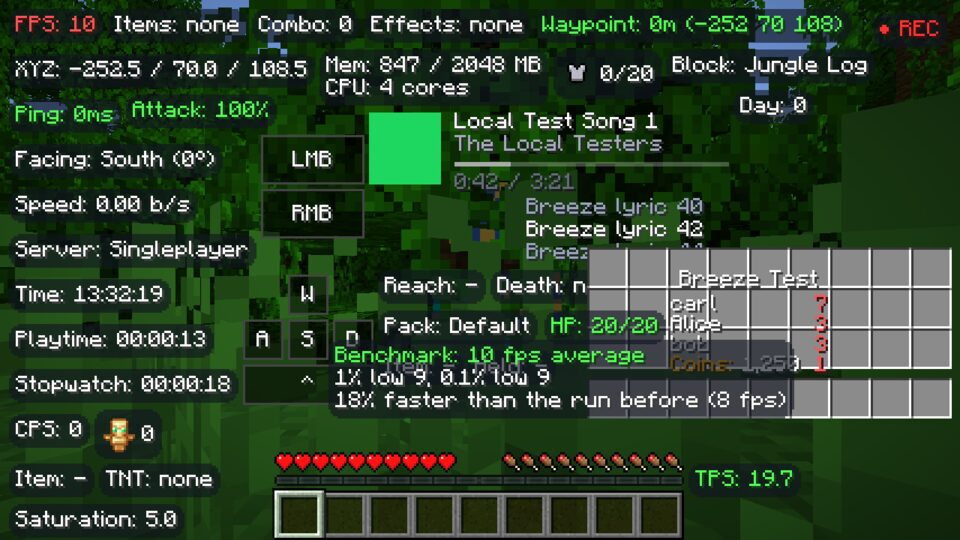 FPS: 10 Items: none Combo: 0 Effects: none Waypoint: 0m (-252 70 108) REC
XYZ: -252.5 / 70.0 / 108.5 Mem: 847 / 2048 MB 0/20 Block: Jungle Log
CPU: 4 cores
Ping: 0ms Attack: 100% Day: 0
Local Test Song 1
The Local Testers
Facing: South (0°) LMB
0:42 / 3:21
Speed: 0.00 b/s RMB
Breeze lyric 40
Breeze lyric 42
Server: Singleplayer Breeze
Breeze Test
Time: 13:32:19 W Reach: - Death:
carl 7
Playtime: 00:00:13 A S D Pack: Default HP: 20/20 Alice 3
bob 3
Benchmark: 10 fps average
Coins: 1,250 1
1% low 9, 0.1% low 9
Stopwatch: 00:00:18 ^
18% faster than the run before (8 fps)
CPS: 0 0
Item: - TNT: none TPS: 19.7
Saturation: 5.0